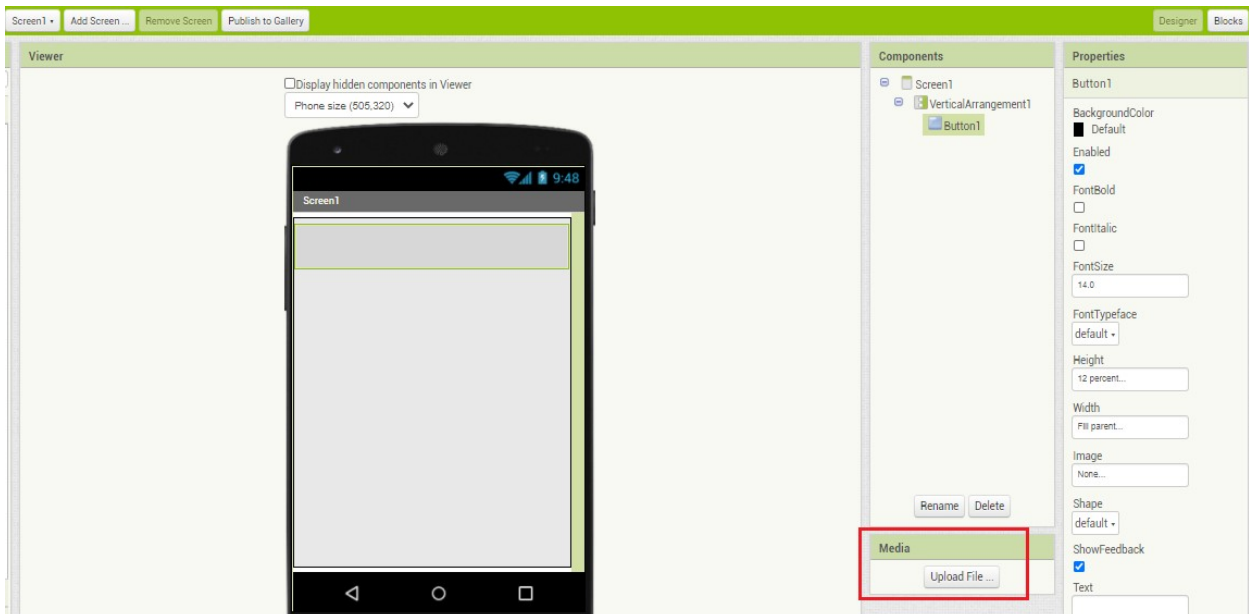 Screen1 Add Screen ... Remove Screen Publish to Gallery Designer Blocks
Viewer
Display hidden components in Viewer
Phone size (505,320)
9:48
Screen1
Components
Screen1
VerticalArrangement1
Button1
Rename Delete
Media
Upload File ...
Properties
Button1
BackgroundColor
Default
Enabled
FontBold
FontItalic
FontSize
14.0
FontTypeface
default
Height
12 percent...
Width
Fill parent...
Image
None...
Shape
default
ShowFeedback
Text